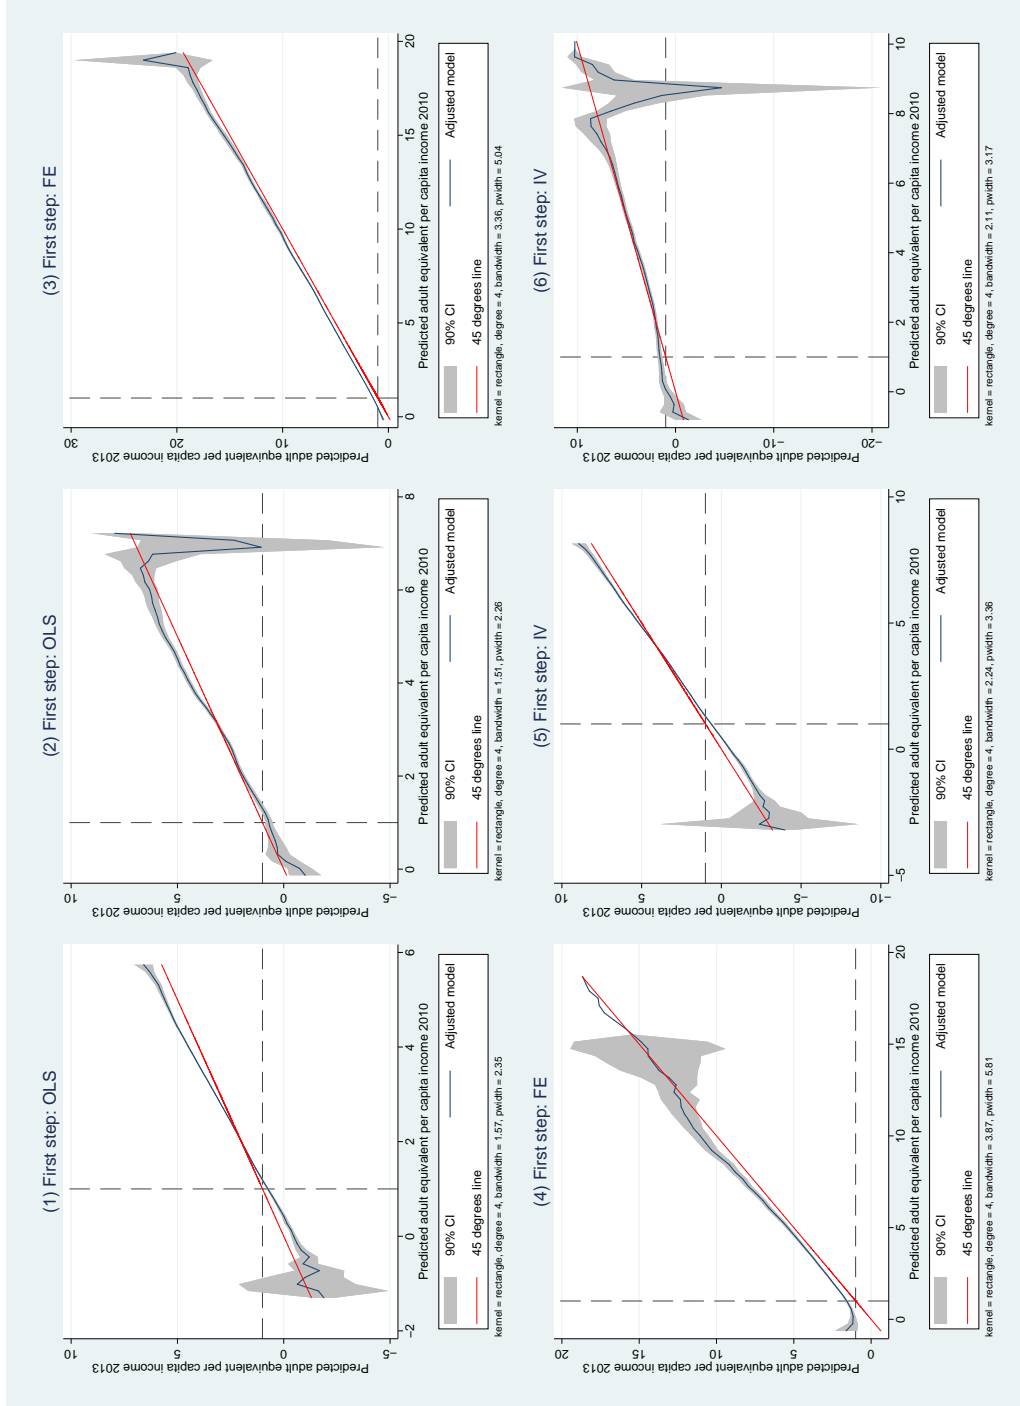 (1) First step: OLS
Predicted adult equivalent per capita income 2013
10
5
0
−5
−2
0
2
4
6
Predicted adult equivalent per capita income 2010
90% CI
Adjusted model
45 degrees line
kernel = rectangle, degree = 4, bandwidth = 1.57, pwidth = 2.35
(2) First step: OLS
Predicted adult equivalent per capita income 2013
10
5
0
−5
0
2
4
6
8
Predicted adult equivalent per capita income 2010
90% CI
Adjusted model
45 degrees line
kernel = rectangle, degree = 4, bandwidth = 1.51, pwidth = 2.26
(3) First step: FE
Predicted adult equivalent per capita income 2013
30
20
10
0
0
5
10
15
20
Predicted adult equivalent per capita income 2010
90% CI
Adjusted model
45 degrees line
kernel = rectangle, degree = 4, bandwidth = 3.36, pwidth = 5.04
(4) First step: FE
Predicted adult equivalent per capita income 2013
20
15
10
5
0
0
5
10
15
20
Predicted adult equivalent per capita income 2010
90% CI
Adjusted model
45 degrees line
kernel = rectangle, degree = 4, bandwidth = 3.87, pwidth = 5.81
(5) First step: IV
Predicted adult equivalent per capita income 2013
10
5
0
−5
−10
−5
0
5
10
Predicted adult equivalent per capita income 2010
90% CI
Adjusted model
45 degrees line
kernel = rectangle, degree = 4, bandwidth = 2.24, pwidth = 3.36
(6) First step: IV
Predicted adult equivalent per capita income 2013
10
0
−10
−20
0
2
4
6
8
10
Predicted adult equivalent per capita income 2010
90% CI
Adjusted model
45 degrees line
kernel = rectangle, degree = 4, bandwidth = 2.11, pwidth = 3.17